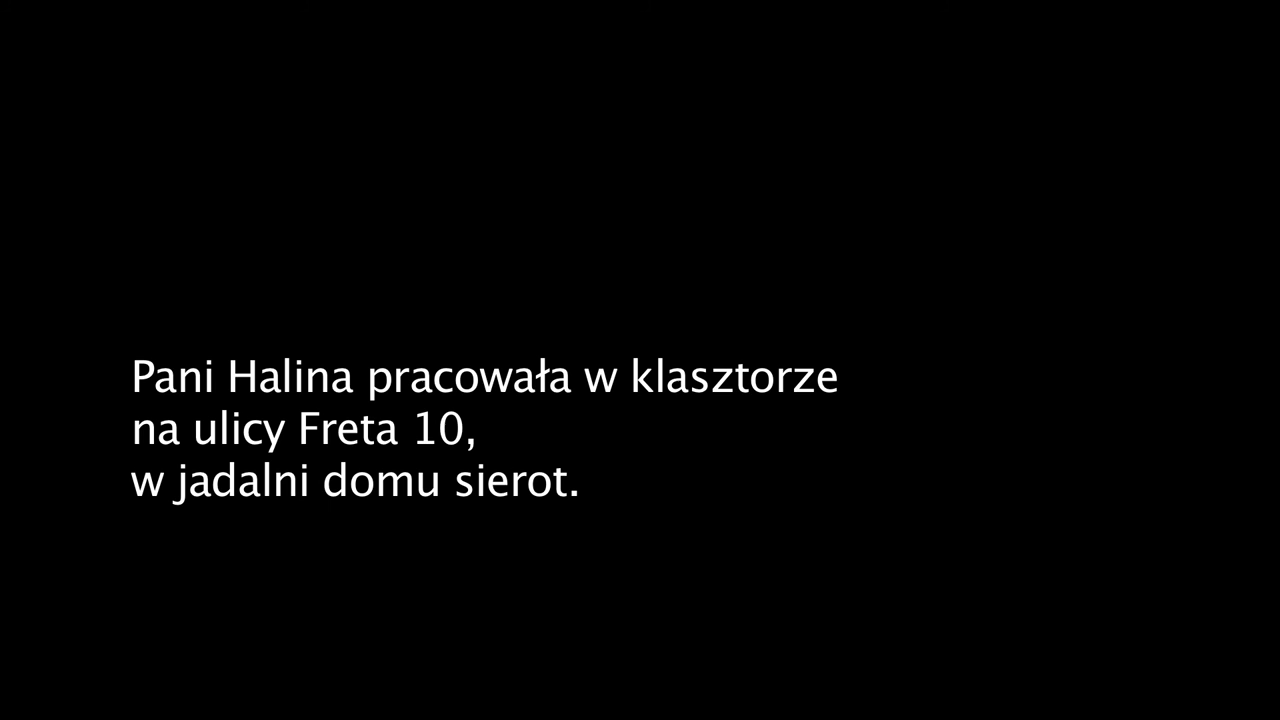 Pani Halina pracowała w klasztorze
na ulicy Freta 10,
w jadalni domu sierot.